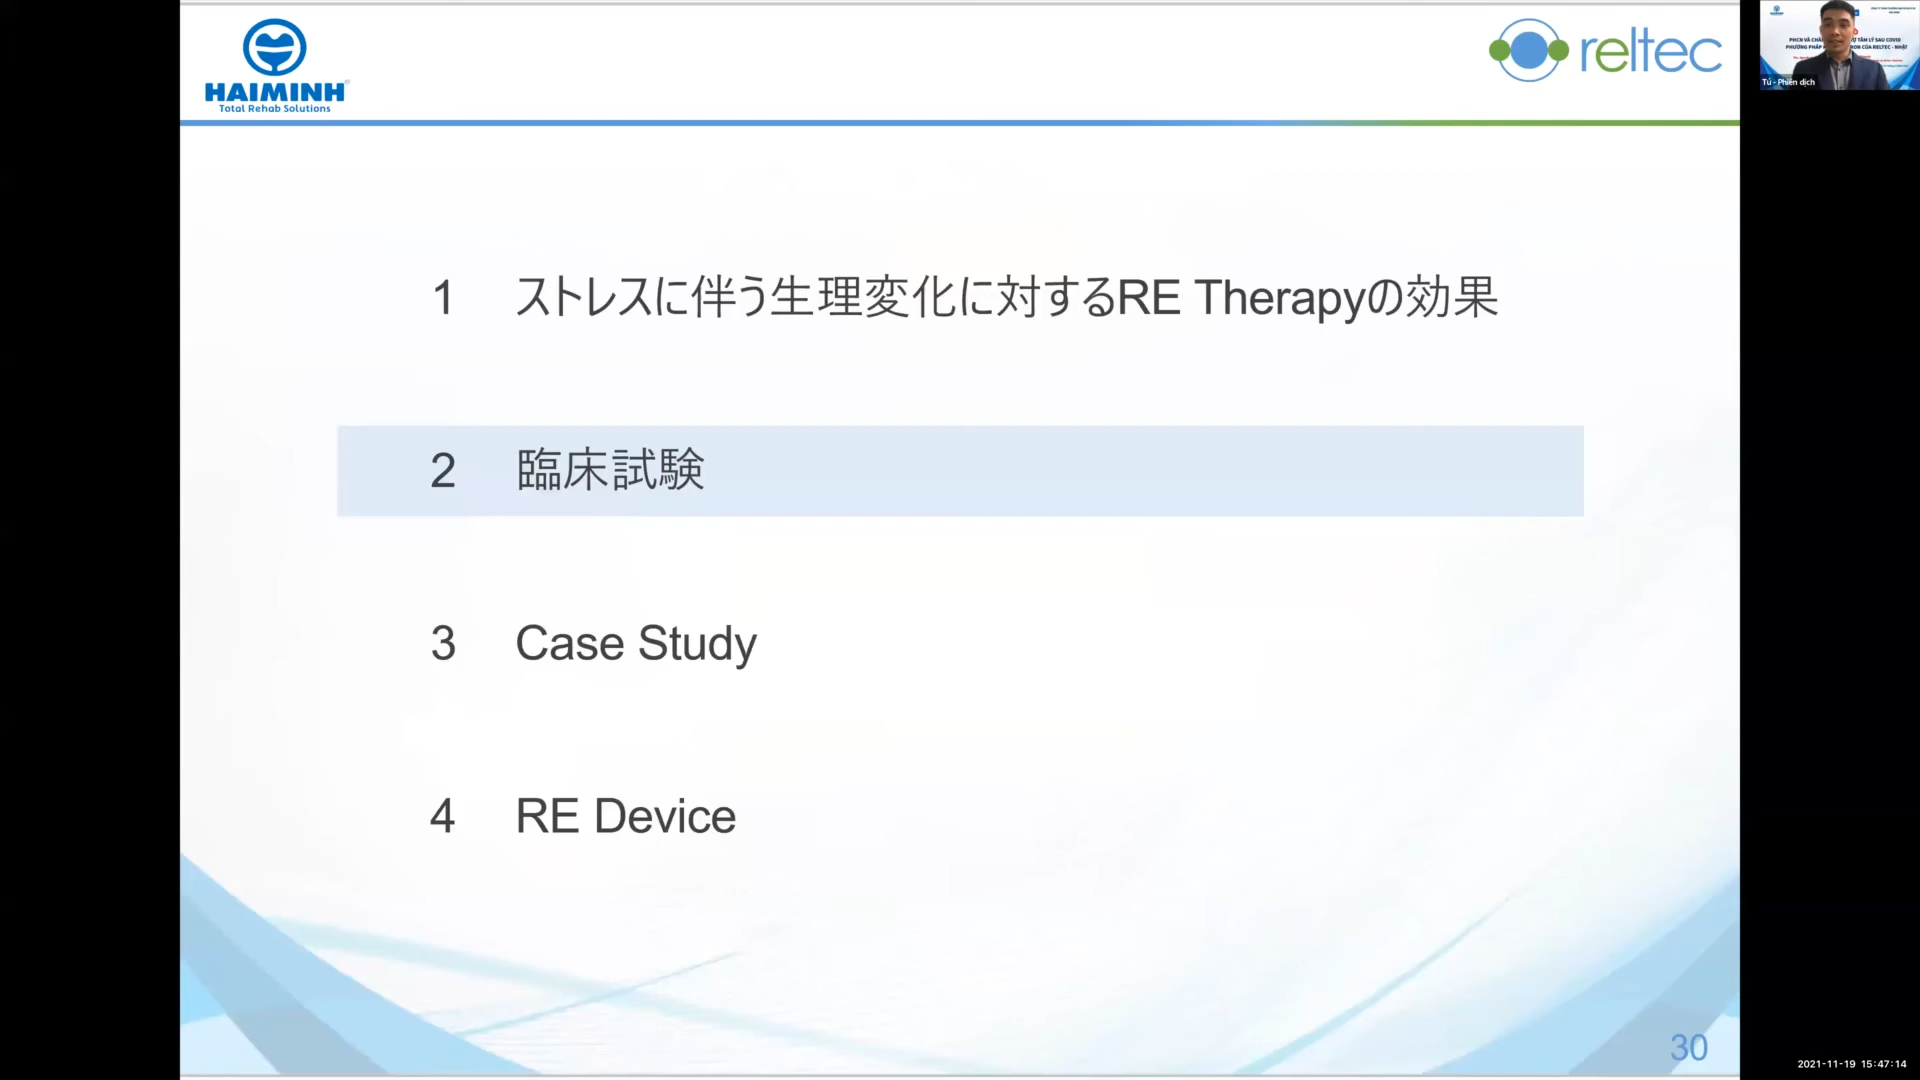 HAIMINH
Total Rehab Solutions
reltec
1 ストレスに伴う生理変化に対するRE Therapyの効果
2 臨床試験
3 Case Study
4 RE Device
30
Tú - Phiên dịch
2021-11-19 15:47:14